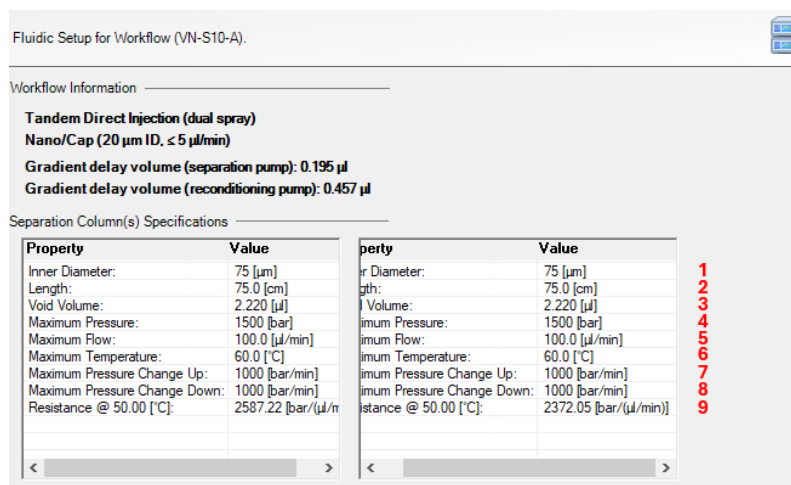 Fluidic Setup for Workflow (VN-S10-A).
Workflow Information
Tandem Direct Injection (dual spray)
Nano/Cap (20 µm ID, ≤ 5 µl/min)
Gradient delay volume (separation pump): 0.195 µl
Gradient delay volume (reconditioning pump): 0.457 µl
Separation Column(s) Specifications
Property Value perty Value
Inner Diameter: 75 [µm] r Diameter: 75 [µm] 1
Length: 75.0 [cm] gth: 75.0 [cm] 2
Void Volume: 2.220 [µl] l Volume: 2.220 [µl] 3
Maximum Pressure: 1500 [bar] imum Pressure: 1500 [bar] 4
Maximum Flow: 100.0 [µl/min] imum Flow: 100.0 [µl/min] 5
Maximum Temperature: 60.0 [°C] imum Temperature: 60.0 [°C] 6
Maximum Pressure Change Up: 1000 [bar/min] imum Pressure Change Up: 1000 [bar/min] 7
Maximum Pressure Change Down: 1000 [bar/min] imum Pressure Change Down: 1000 [bar/min] 8
Resistance @ 50.00 [°C]: 2587.22 [bar/(µl/m istance @ 50.00 [°C]: 2372.05 [bar/(µl/min)] 9